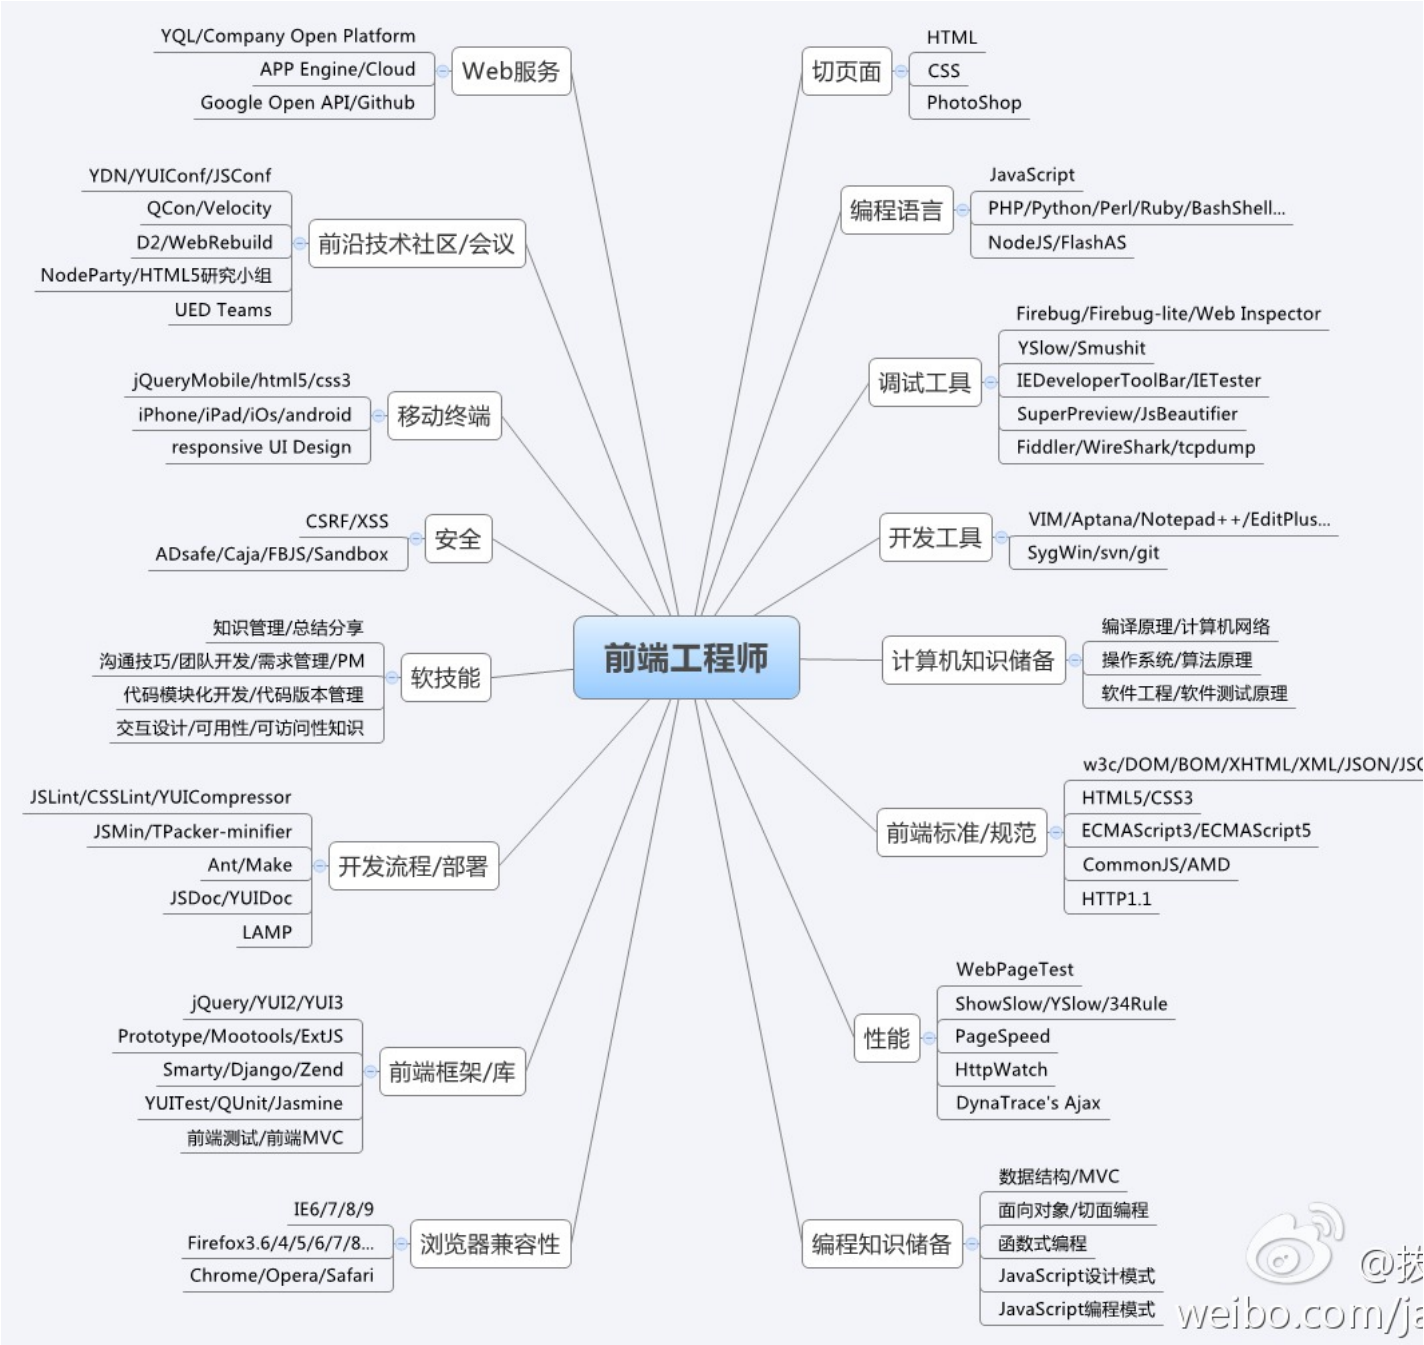 前端工程师
切页面
HTML
CSS
PhotoShop
编程语言
JavaScript
PHP/Python/Perl/Ruby/BashShell...
NodeJS/FlashAS
调试工具
Firebug/Firebug-lite/Web Inspector
YSlow/Smushit
IEDeveloperToolBar/IETester
SuperPreview/JsBeautifier
Fiddler/WireShark/tcpdump
开发工具
VIM/Aptana/Notepad++/EditPlus...
SygWin/svn/git
计算机知识储备
编译原理/计算机网络
操作系统/算法原理
软件工程/软件测试原理
前端标准/规范
w3c/DOM/BOM/XHTML/XML/JSON/JSO
HTML5/CSS3
ECMAScript3/ECMAScript5
CommonJS/AMD
HTTP1.1
性能
WebPageTest
ShowSlow/YSlow/34Rule
PageSpeed
HttpWatch
DynaTrace's Ajax
编程知识储备
数据结构/MVC
面向对象/切面编程
函数式编程
JavaScript设计模式
JavaScript编程模式
Web服务
YQL/Company Open Platform
APP Engine/Cloud
Google Open API/Github
前沿技术社区/会议
YDN/YUIConf/JSConf
QCon/Velocity
D2/WebRebuild
NodeParty/HTML5研究小组
UED Teams
移动终端
jQueryMobile/html5/css3
iPhone/iPad/iOs/android
responsive UI Design
安全
CSRF/XSS
ADsafe/Caja/FBJS/Sandbox
软技能
知识管理/总结分享
沟通技巧/团队开发/需求管理/PM
代码模块化开发/代码版本管理
交互设计/可用性/可访问性知识
开发流程/部署
JSLint/CSSLint/YUICompressor
JSMin/TPacker-minifier
Ant/Make
JSDoc/YUIDoc
LAMP
前端框架/库
jQuery/YUI2/YUI3
Prototype/Mootools/ExtJS
Smarty/Django/Zend
YUITest/QUnit/Jasmine
前端测试/前端MVC
浏览器兼容性
IE6/7/8/9
Firefox3.6/4/5/6/7/8...
Chrome/Opera/Safari
@拔
weibo.com/ja